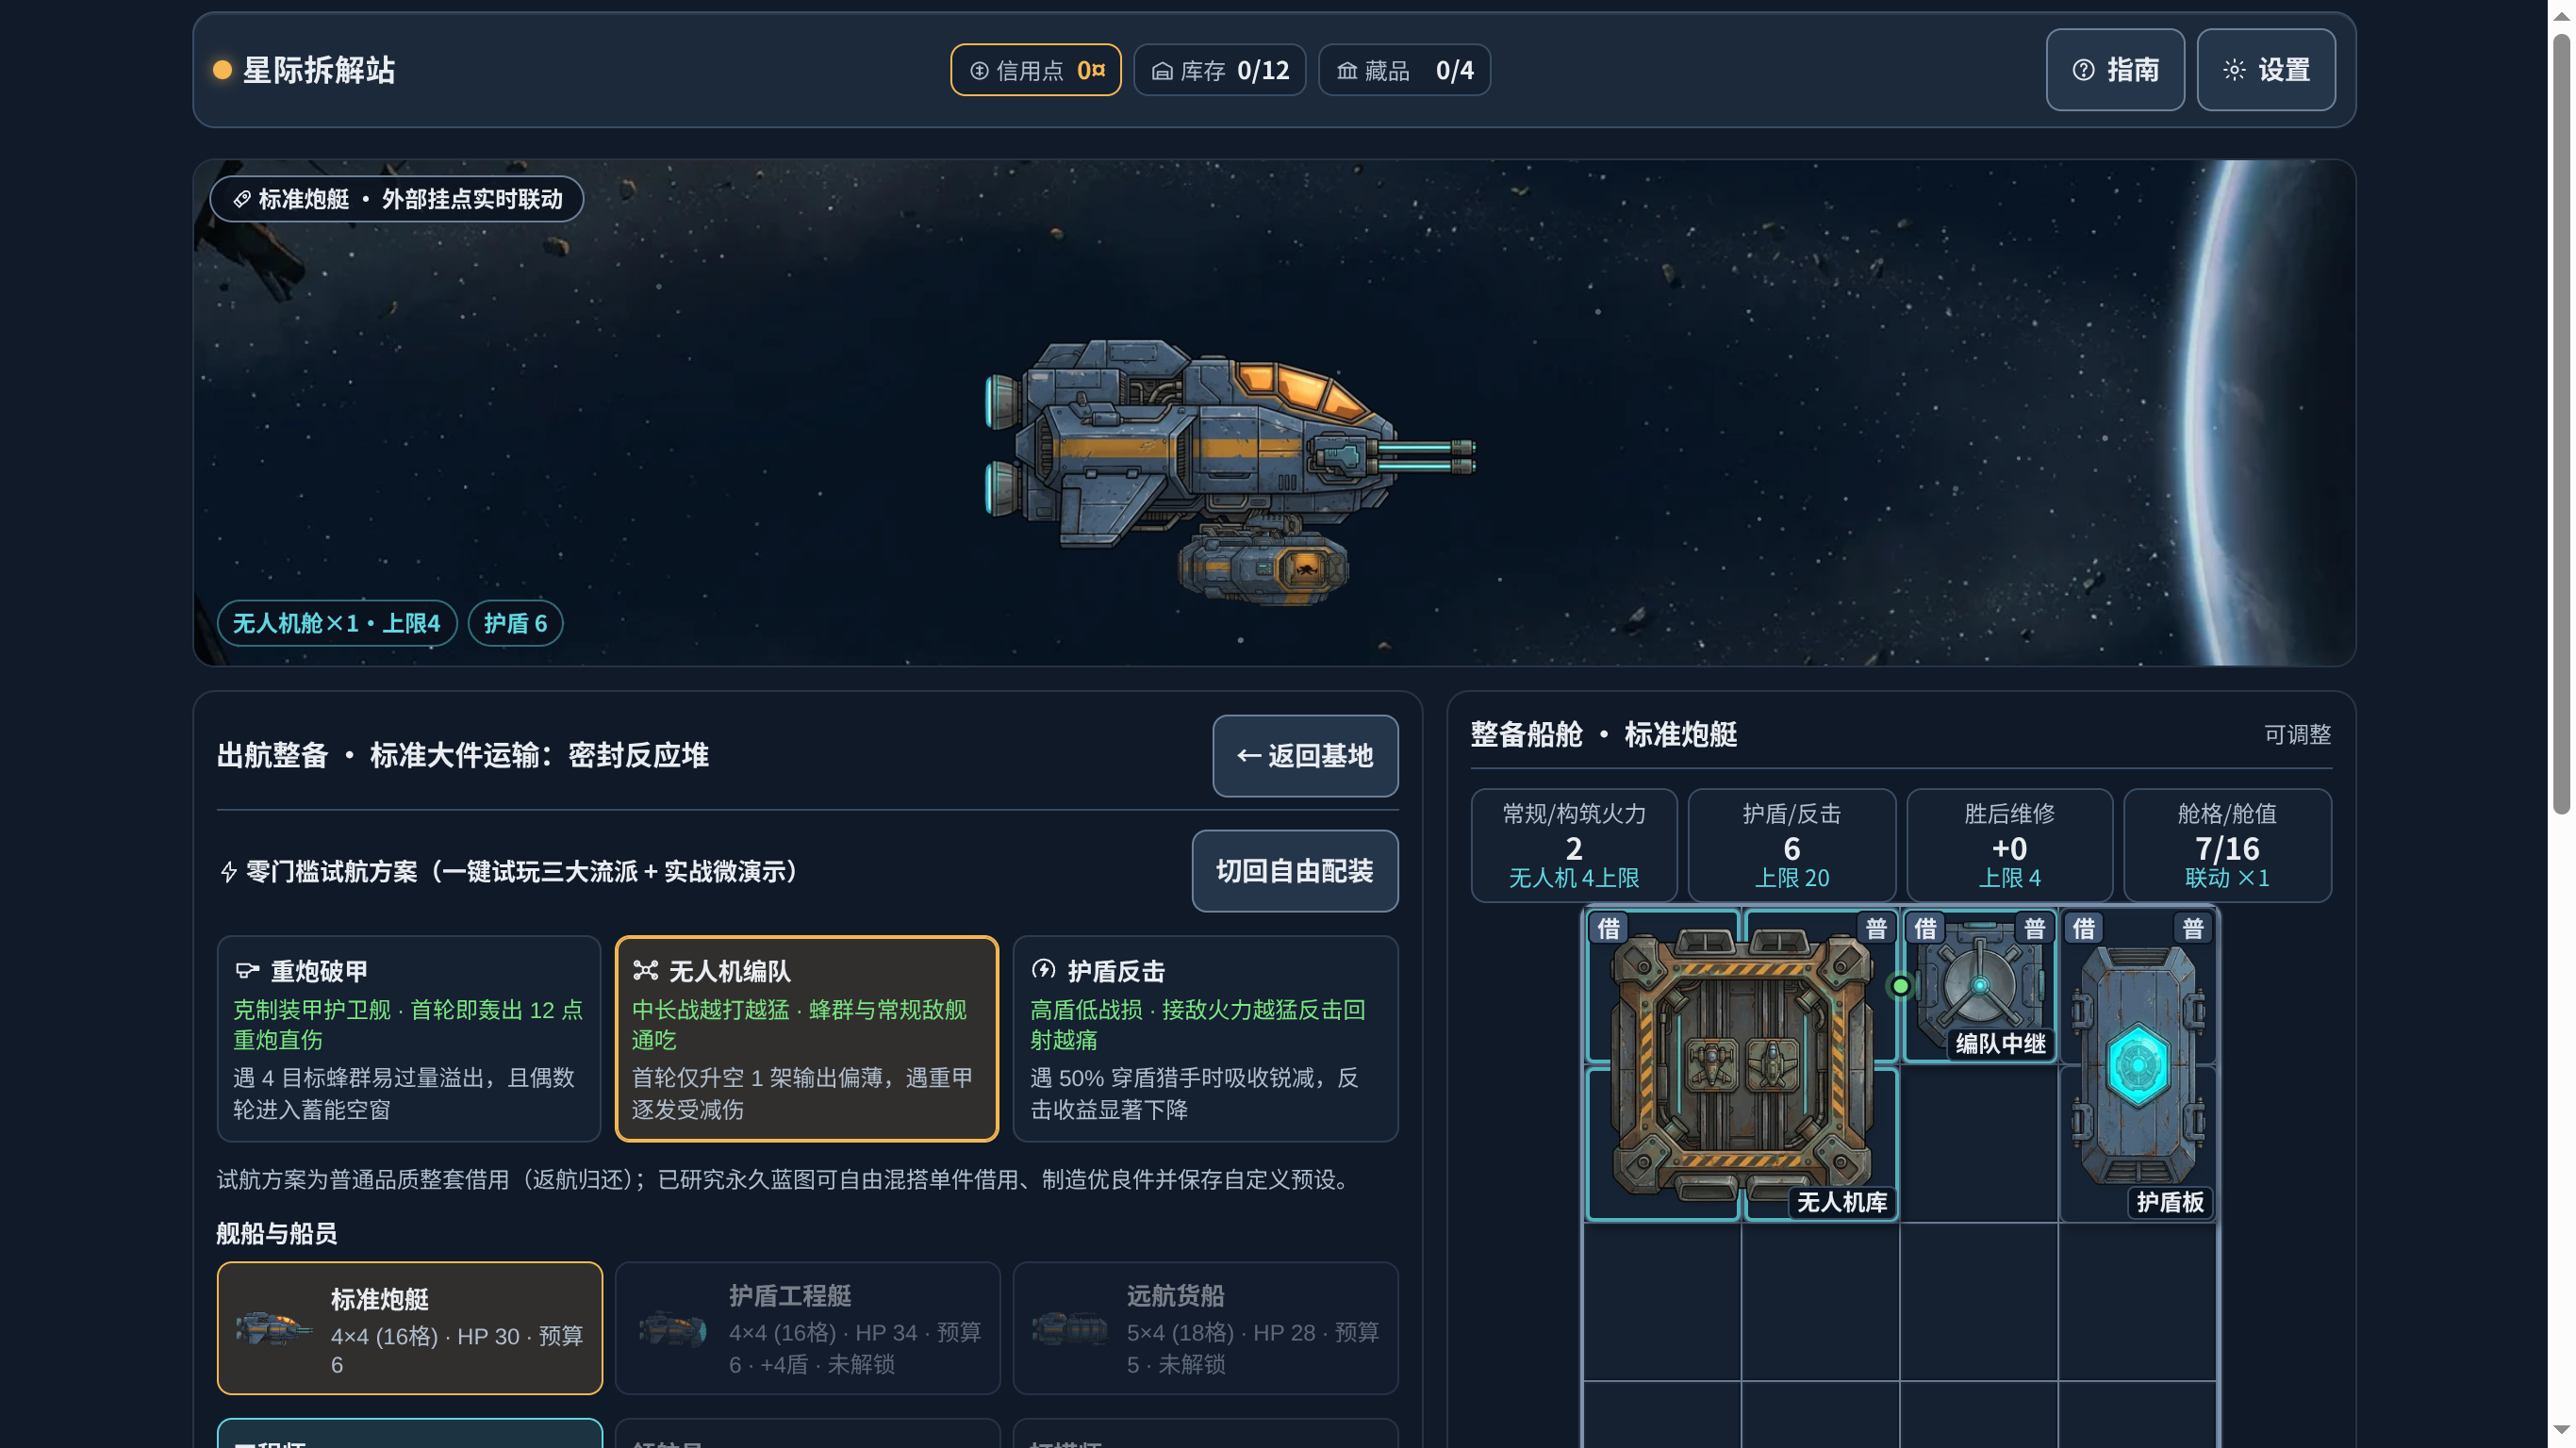 星际拆解站
信用点 0¤
库存 0/12
藏品 0/4
指南
设置
标准炮艇 · 外部挂点实时联动
无人机舱×1·上限4
护盾 6
出航整备 · 标准大件运输：密封反应堆
← 返回基地
零门槛试航方案（一键试玩三大流派 + 实战微演示）
切回自由配装
重炮破甲
克制装甲护卫舰 · 首轮即轰出 12 点
重炮直伤
遇 4 目标蜂群易过量溢出，且偶数
轮进入蓄能空窗
无人机编队
中长战越打越猛 · 蜂群与常规敌舰
通吃
首轮仅升空 1 架输出偏薄，遇重甲
逐发受减伤
护盾反击
高盾低战损 · 接敌火力越猛反击回
射越痛
遇 50% 穿盾猎手时吸收锐减，反
击收益显著下降
试航方案为普通品质整套借用（返航归还）；已研究永久蓝图可自由混搭单件借用、制造优良件并保存自定义预设。
舰船与船员
标准炮艇
4×4 (16格) · HP 30 · 预算
6
护盾工程艇
4×4 (16格) · HP 34 · 预算
6 · +4盾 · 未解锁
远航货船
5×4 (18格) · HP 28 · 预算
5 · 未解锁
整备船舱 · 标准炮艇
可调整
常规/构筑火力
2
无人机 4上限
护盾/反击
6
上限 20
胜后维修
+0
上限 4
舱格/舱值
7/16
联动 ×1
借
普
无人机库
借
普
编队中继
借
普
护盾板